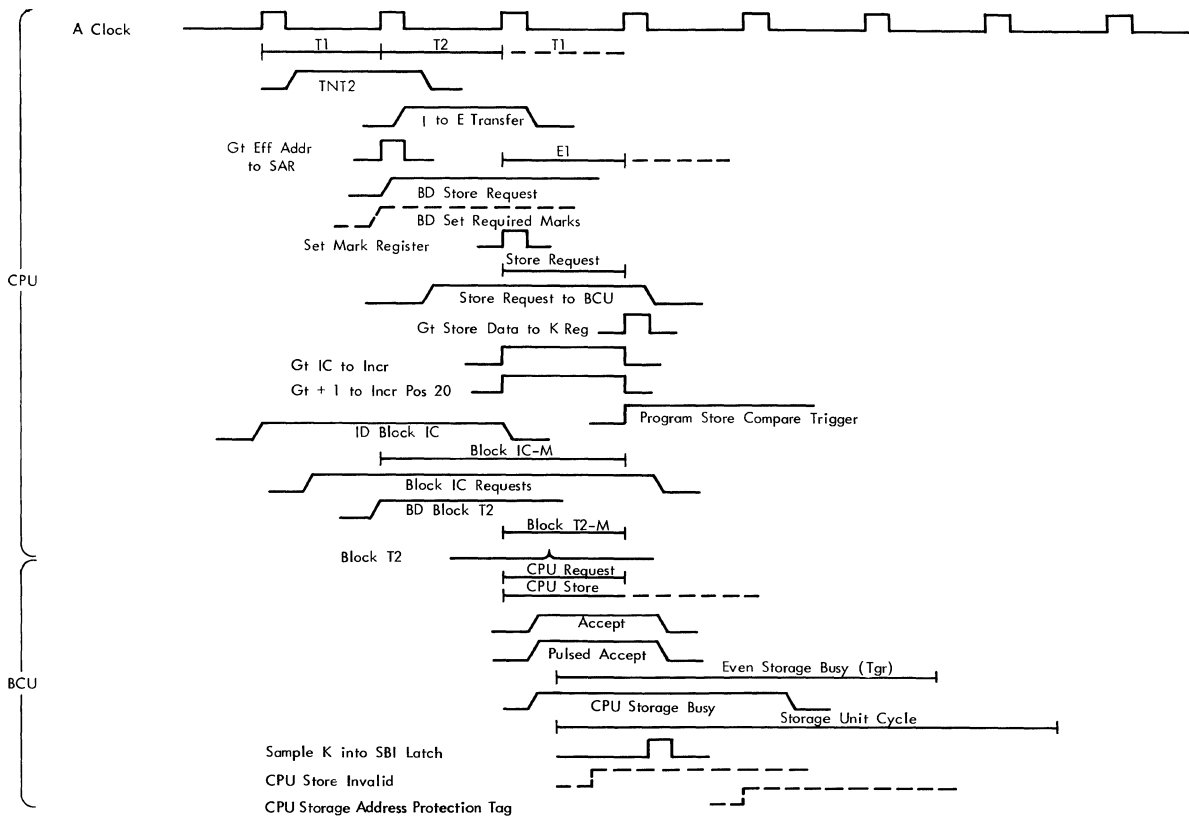 A Clock
T1 T2 T1
TNT2
I to E Transfer
Gt Eff Addr
to SAR
E1
BD Store Request
BD Set Required Marks
Set Mark Register
Store Request
CPU
Store Request to BCU
Gt Store Data to K Reg
Gt IC to Incr
Gt + 1 to Incr Pos 20
Program Store Compare Trigger
ID Block IC
Block IC-M
Block IC Requests
BD Block T2
Block T2-M
Block T2
CPU Request
CPU Store
Accept
Pulsed Accept
Even Storage Busy (Tgr)
BCU
CPU Storage Busy
Storage Unit Cycle
Sample K into SBI Latch
CPU Store Invalid
CPU Storage Address Protection Tag